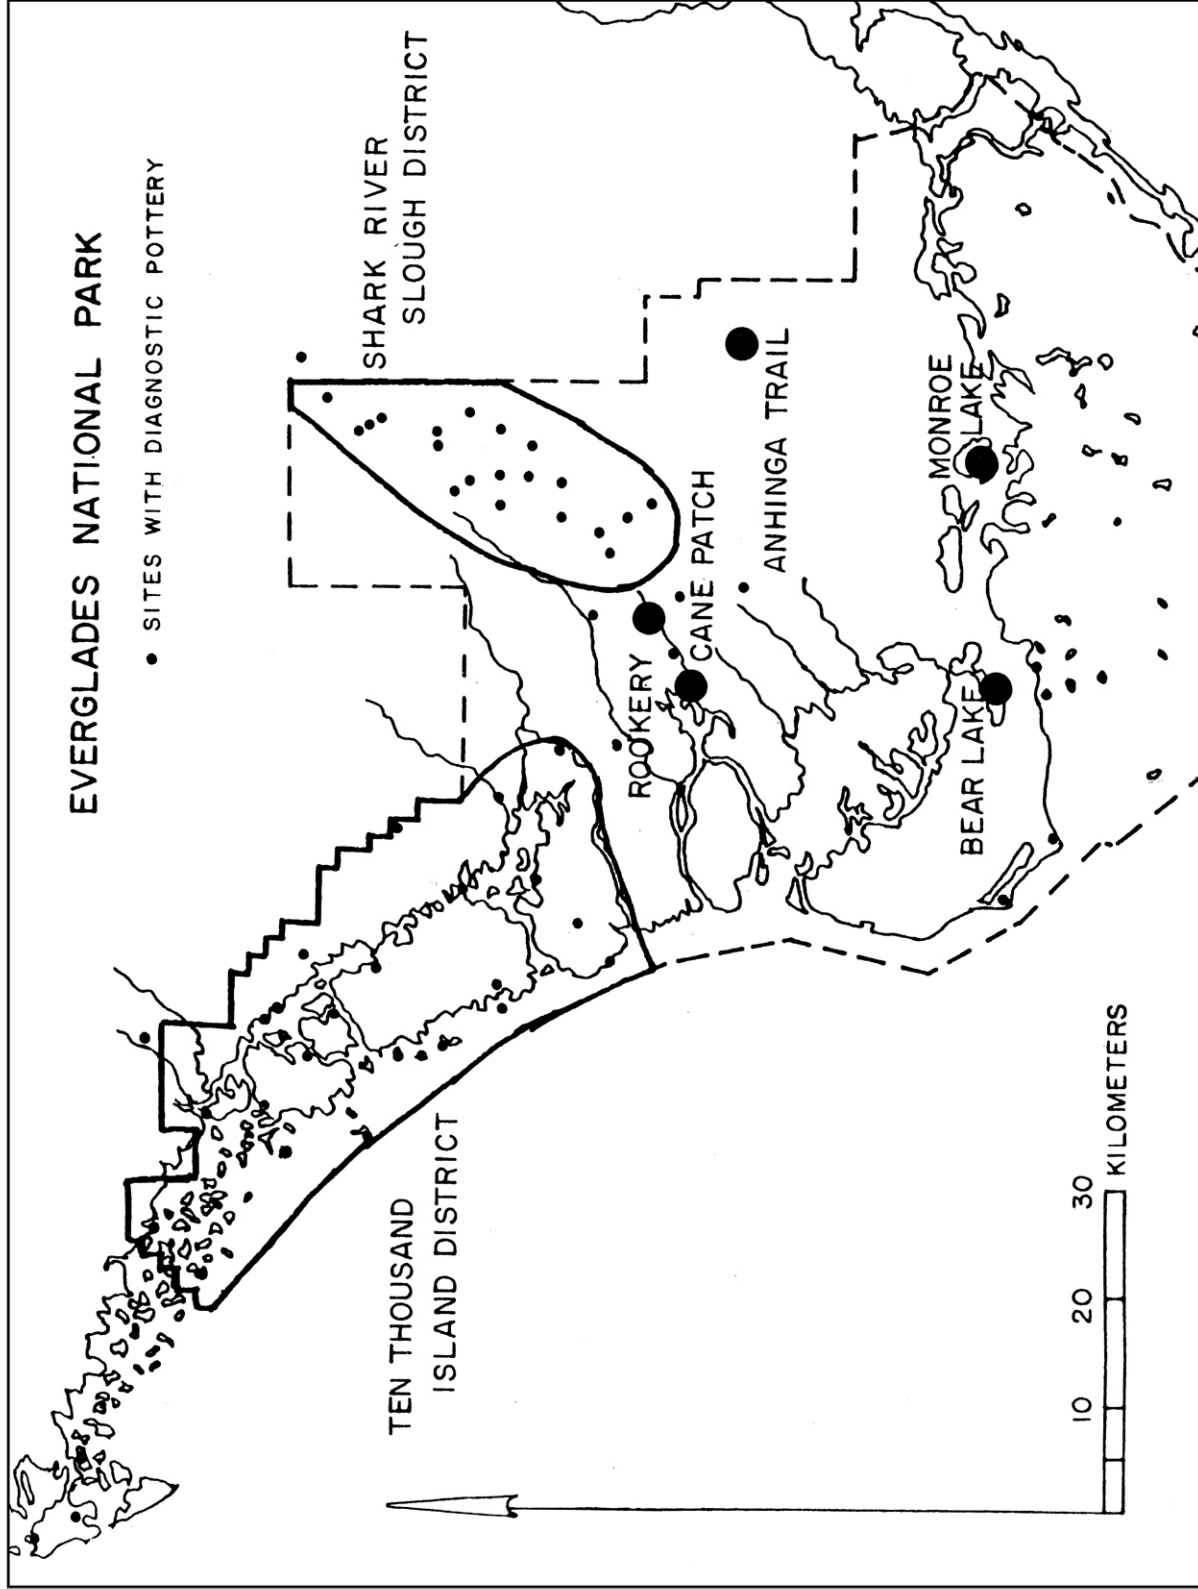 EVERGLADES NATIONAL PARK
SITES WITH DIAGNOSTIC POTTERY
SHARK RIVER
SLOUGH DISTRICT
TEN THOUSAND
ISLAND DISTRICT
ROOKERY
CANE PATCH
ANHINGA TRAIL
MONROE
LAKE
BEAR LAKE
10 20 30
KILOMETERS